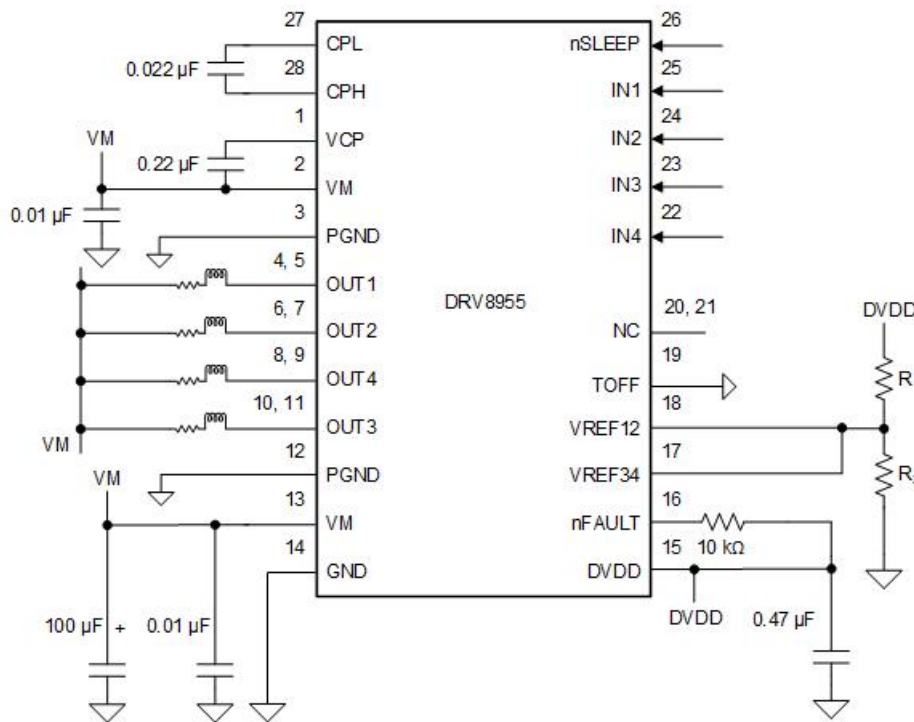 27
CPL
28
0.022 µF
CPH
1
VCP
VM
0.22 µF
2
VM
0.01 µF
3
PGND
4, 5
OUT1
6, 7
OUT2
8, 9
OUT4
10, 11
OUT3
VM
12
PGND
VM
13
VM
14
GND
100 µF +
0.01 µF
DRV8955
26
nSLEEP
25
IN1
24
IN2
23
IN3
22
IN4
20, 21
NC
19
TOFF
18
VREF12
17
VREF34
16
nFAULT
10 kΩ
15
DVDD
DVDD
0.47 µF
DVDD
R
R